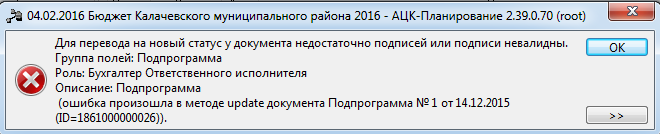 04.02.2016 Бюджет Калачевского муниципального района 2016 - АЦК-Планирование 2.39.0.70 (root)
Для перевода на новый статус у документа недостаточно подписей или подписи невалидны.
Группа полей: Подпрограмма
Роль: Бухгалтер Ответственного исполнителя
Описание: Подпрограмма
(ошибка произошла в методе update документа Подпрограмма № 1 от 14.12.2015
(ID=1861000000026)).
OK
>>